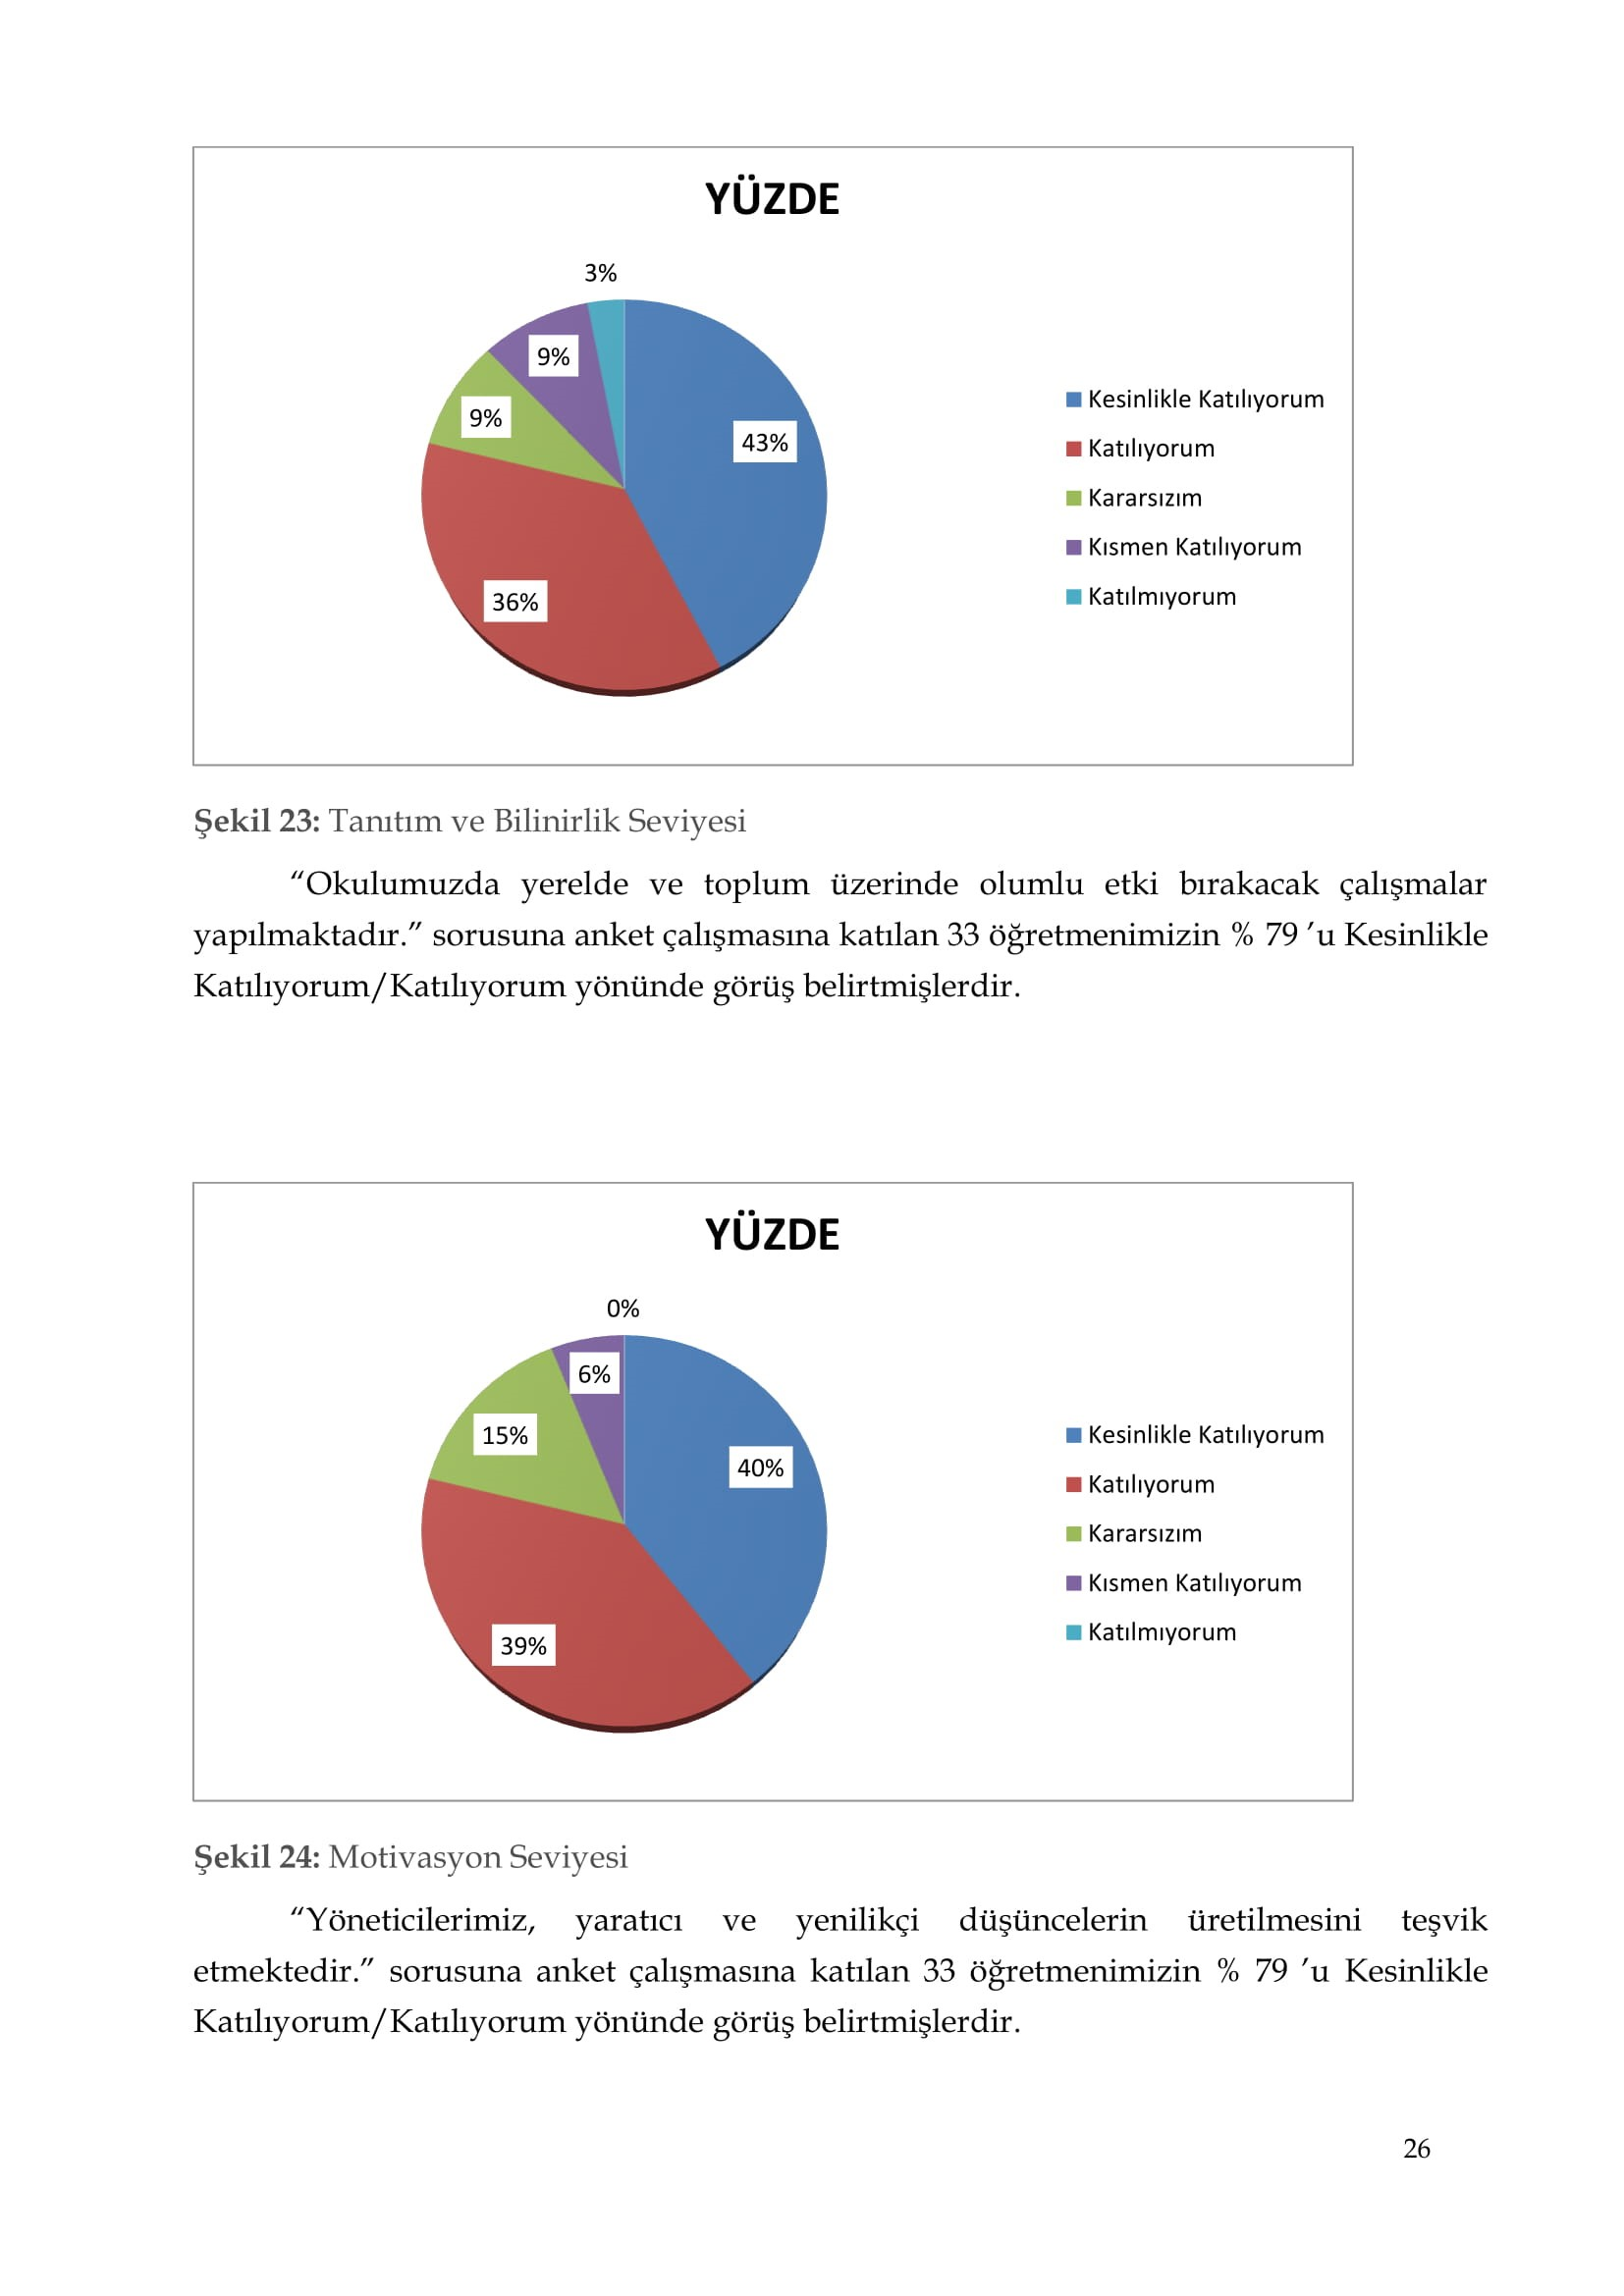 YÜZDE
3%
9%
9%
43%
36%
Kesinlikle Katılıyorum
Katılıyorum
Kararsızım
Kısmen Katılıyorum
Katılmıyorum
Şekil 23: Tanıtım ve Bilinirlik Seviyesi
“Okulumuzda yerelde ve toplum üzerinde olumlu etki bırakacak çalışmalar
yapılmaktadır.” sorusuna anket çalışmasına katılan 33 öğretmenimizin % 79 ’u Kesinlikle
Katılıyorum/Katılıyorum yönünde görüş belirtmişlerdir.
YÜZDE
0%
6%
15%
40%
39%
Kesinlikle Katılıyorum
Katılıyorum
Kararsızım
Kısmen Katılıyorum
Katılmıyorum
Şekil 24: Motivasyon Seviyesi
“Yöneticilerimiz, yaratıcı ve yenilikçi düşüncelerin üretilmesini teşvik
etmektedir.” sorusuna anket çalışmasına katılan 33 öğretmenimizin % 79 ’u Kesinlikle
Katılıyorum/Katılıyorum yönünde görüş belirtmişlerdir.
26